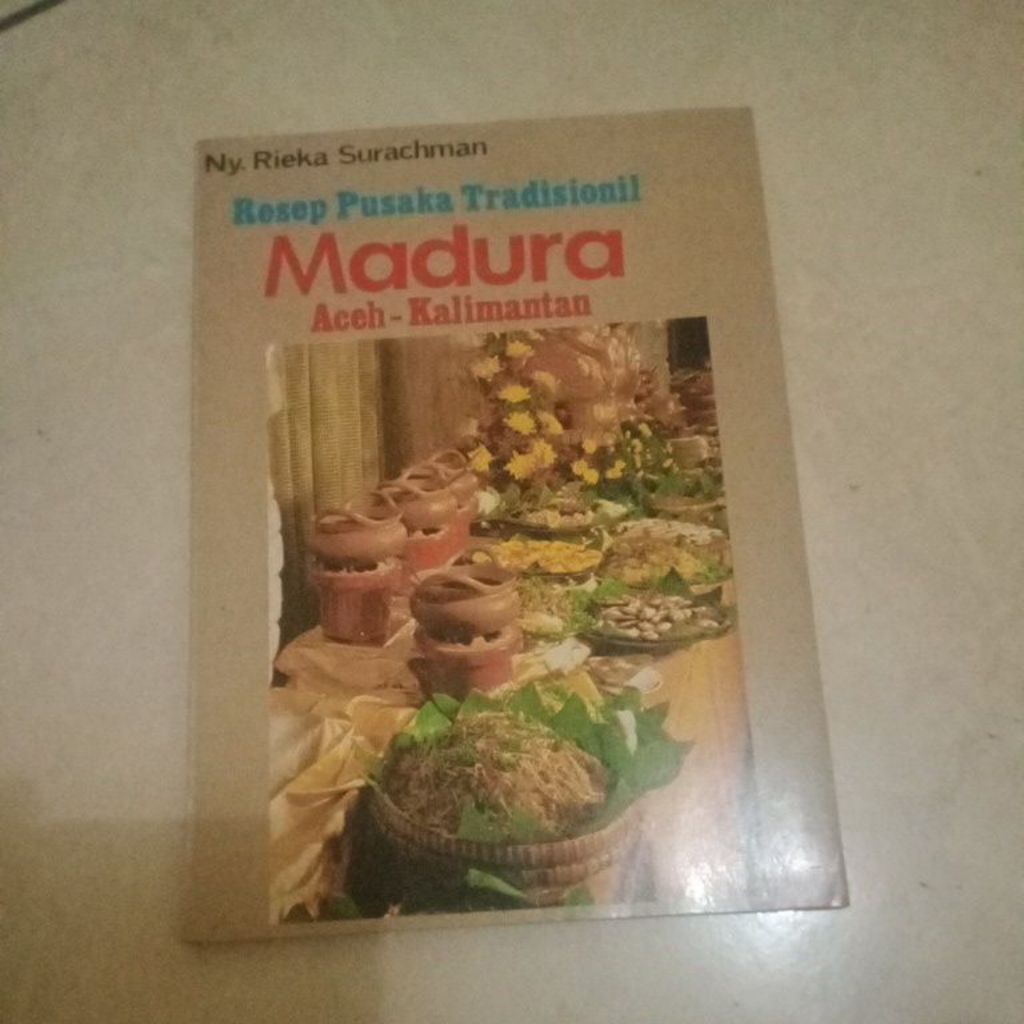 Ny. Rieka Surachman
Resep Pusaka Tradisionil
Madura
Aceh - Kalimantan